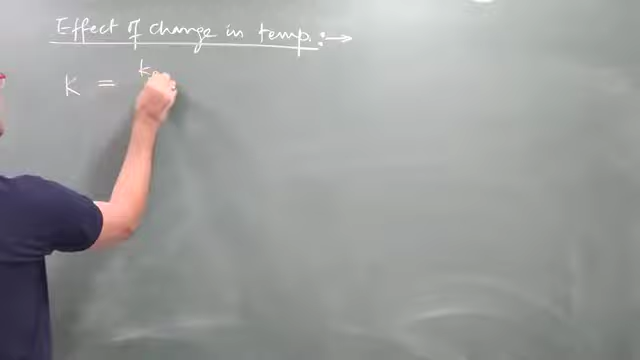 Effect of change in temp. :→
K = k